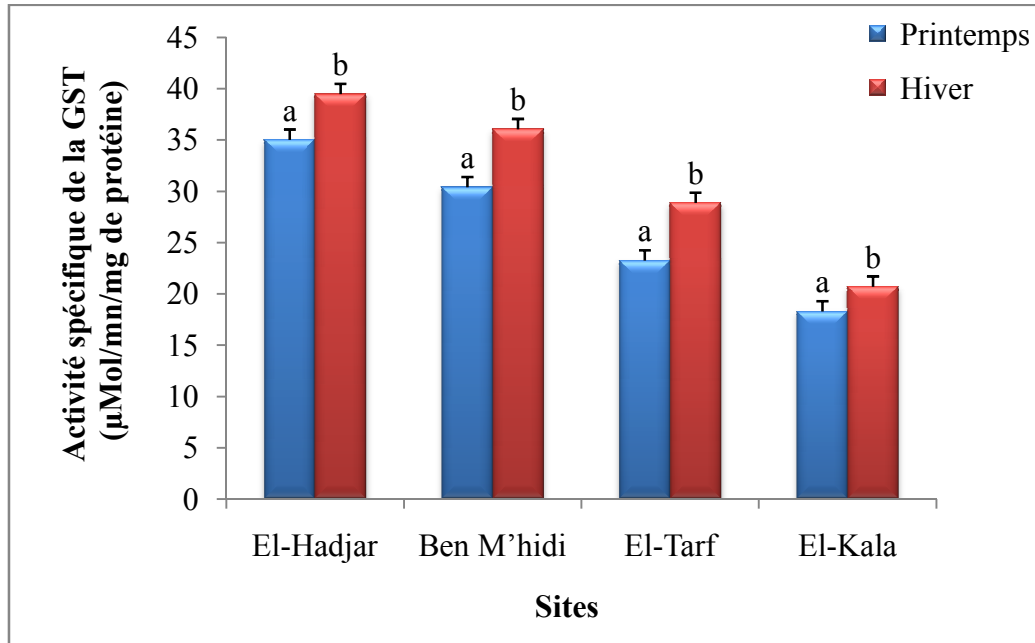 Activité spécifique de la GST
(µMol/mn/mg de protéine)
45
40
35
30
25
20
15
10
5
0
a
b
a
b
a
b
a
b
Printemps
Hiver
El-Hadjar
Ben M’hidi
El-Tarf
El-Kala
Sites